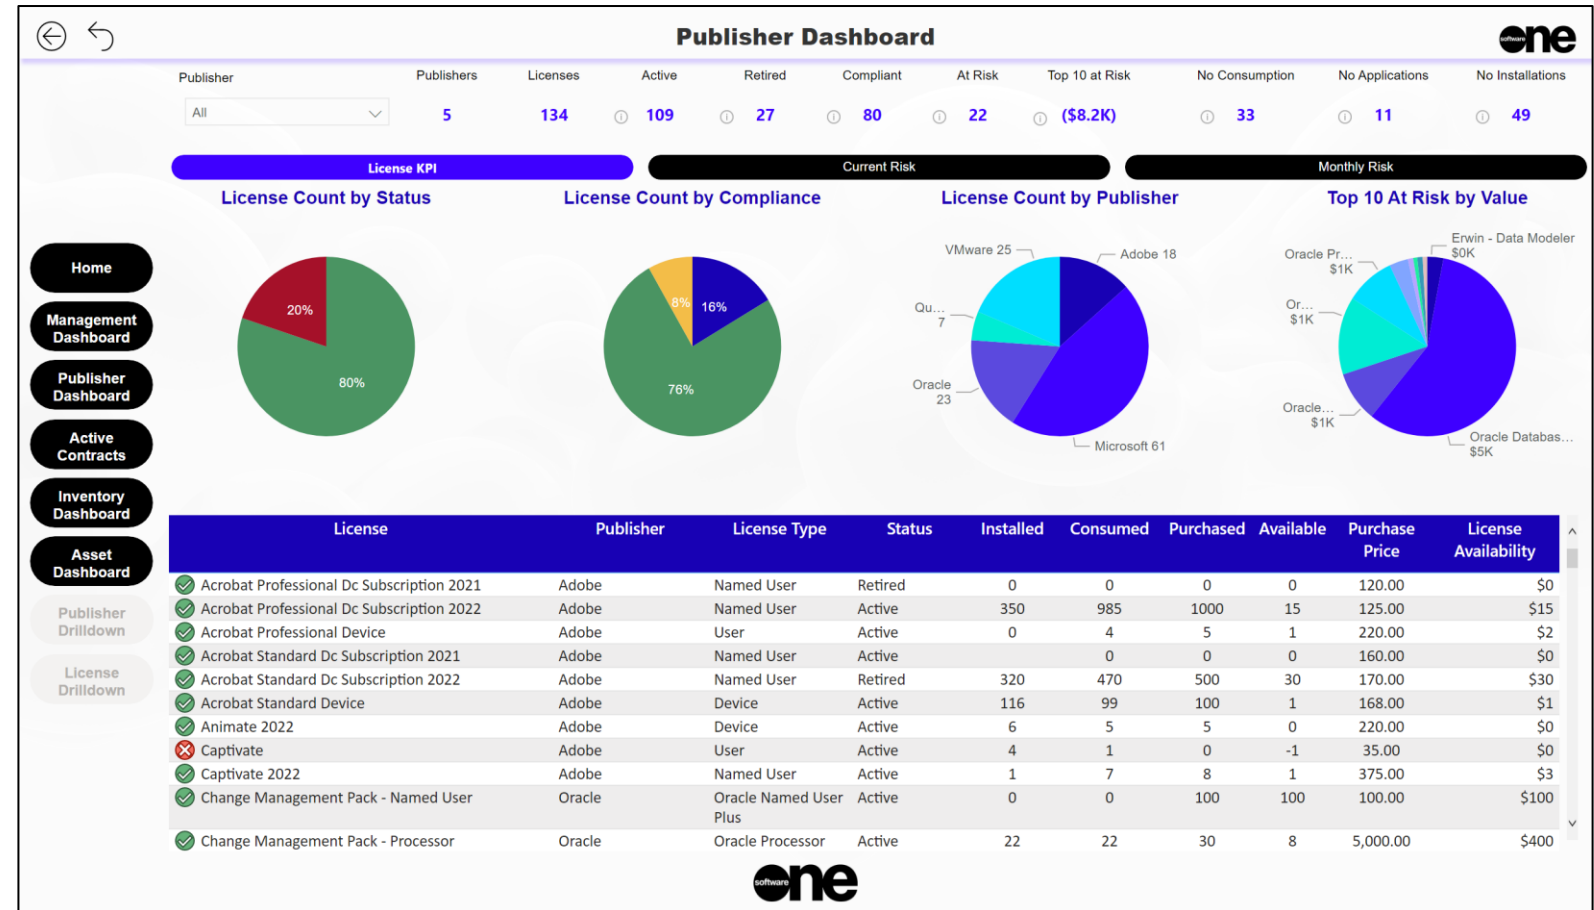 Publisher Dashboard
software one
Publisher
Publishers
Licenses
Active
Retired
Compliant
At Risk
Top 10 at Risk
No Consumption
No Applications
No Installations
All
5
134
109
27
80
22
($8.2K)
33
11
49
License KPI
Current Risk
Monthly Risk
License Count by Status
License Count by Compliance
License Count by Publisher
Top 10 At Risk by Value
20%
80%
8%
16%
76%
VMware 25
Adobe 18
Qu...
7
Oracle
23
Microsoft 61
Oracle Pr...
$1K
Erwin - Data Modeler
$0K
Or...
$1K
Oracle...
$1K
Oracle Databas...
$5K
Home
Management
Dashboard
Publisher
Dashboard
Active
Contracts
Inventory
Dashboard
Asset
Dashboard
Publisher
Drilldown
License
Drilldown
License Publisher License Type Status Installed Consumed Purchased Available Purchase License
Price Availability
Acrobat Professional Dc Subscription 2021 Adobe Named User Retired 0 0 0 0 120.00 $0
Acrobat Professional Dc Subscription 2022 Adobe Named User Active 350 985 1000 15 125.00 $15
Acrobat Professional Device Adobe User Active 0 4 5 1 220.00 $2
Acrobat Standard Dc Subscription 2021 Adobe Named User Active 0 0 0 160.00 $0
Acrobat Standard Dc Subscription 2022 Adobe Named User Retired 320 470 500 30 170.00 $30
Acrobat Standard Device Adobe Device Active 116 99 100 1 168.00 $1
Animate 2022 Adobe Device Active 6 5 5 0 220.00 $0
Captivate Adobe User Active 4 1 0 -1 35.00 $0
Captivate 2022 Adobe Named User Active 1 7 8 1 375.00 $3
Change Management Pack - Named User Oracle Oracle Named User Active 0 0 100 100 100.00 $100
Plus
Change Management Pack - Processor Oracle Oracle Processor Active 22 22 30 8 5,000.00 $400
software one